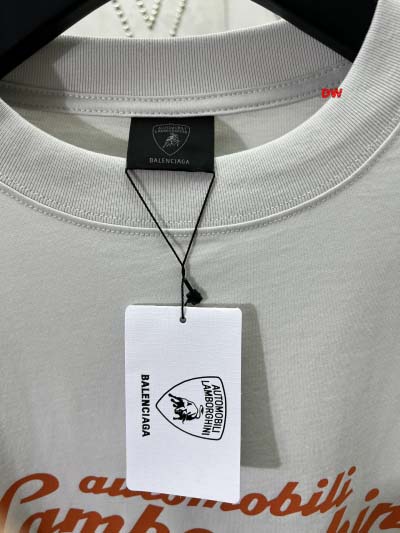 DW
AUTOMOBILI
LAMBORGHINI
BALENCIAGA
AUTOMOBILI
LAMBORGHINI
BALENCIAGA
automobili